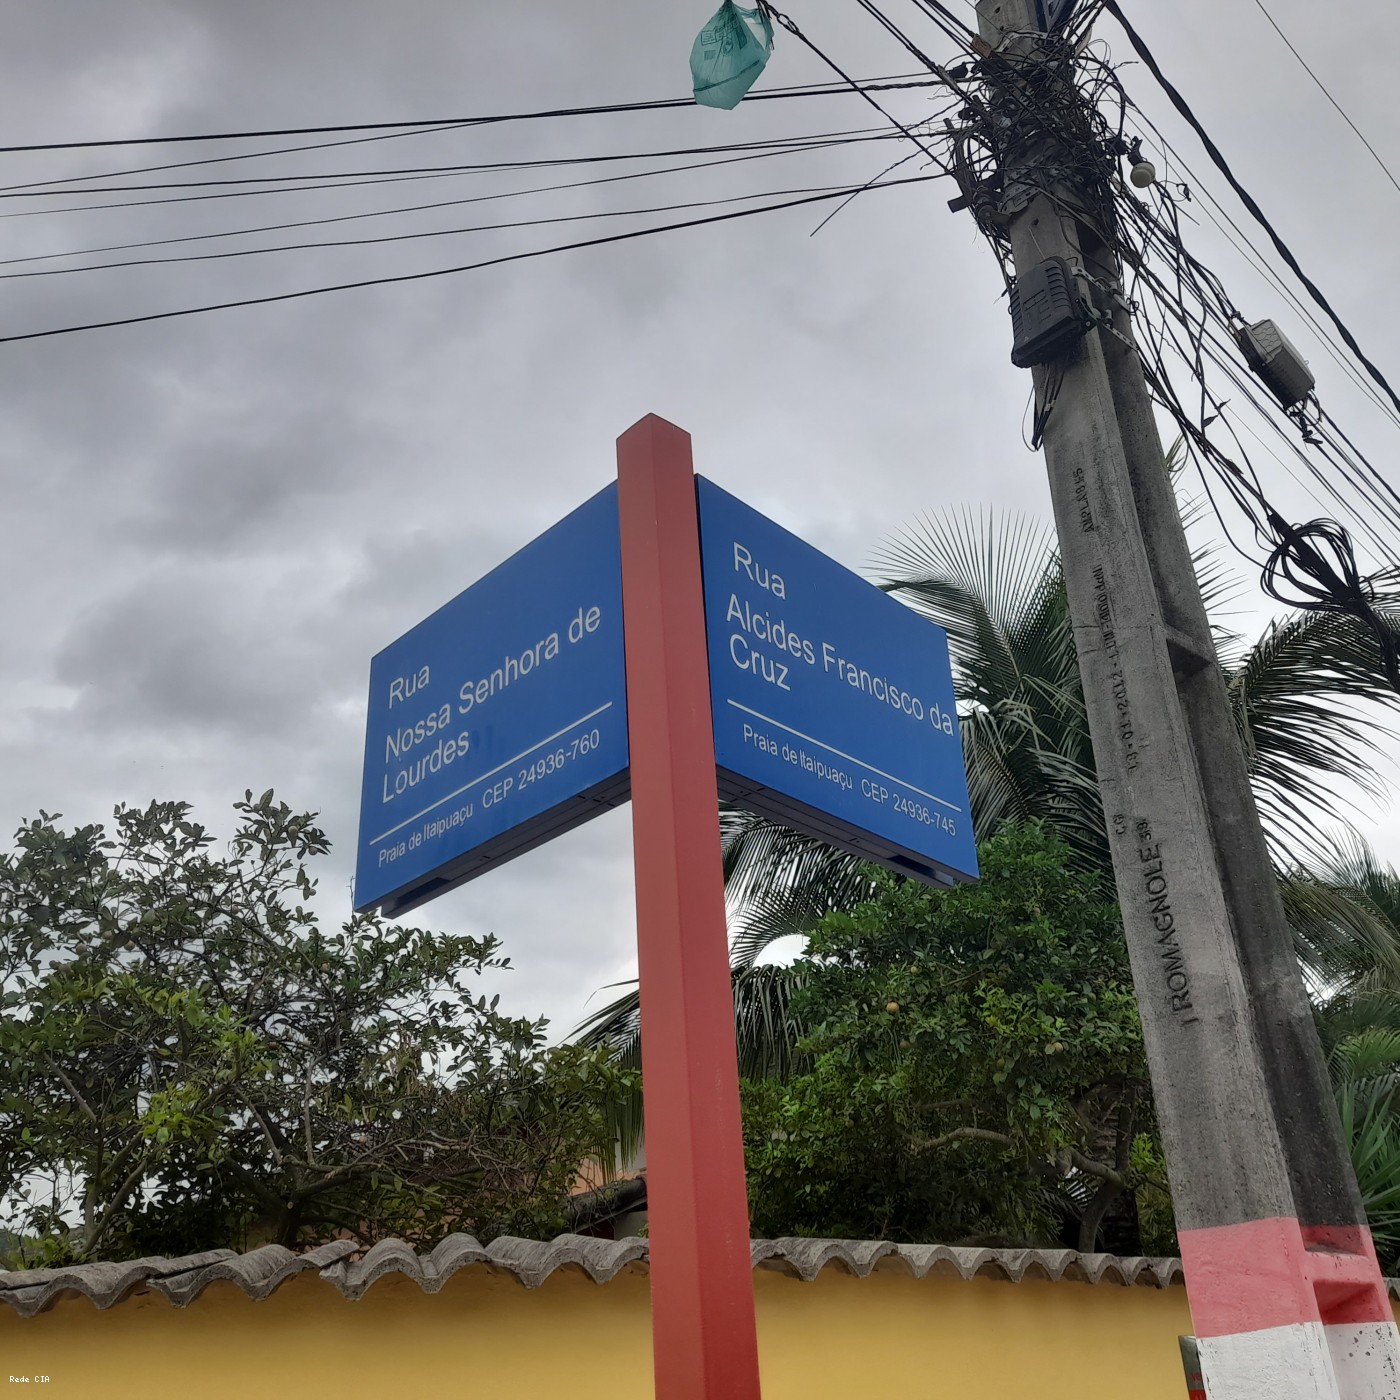 Rua
Nossa Senhora de
Lourdes
Praia de Itaipuaçu CEP 24936-760
Rua
Alcides Francisco da
Cruz
Praia de Itaipuaçu CEP 24936-745
ROMAGNOLE
Rede CIA